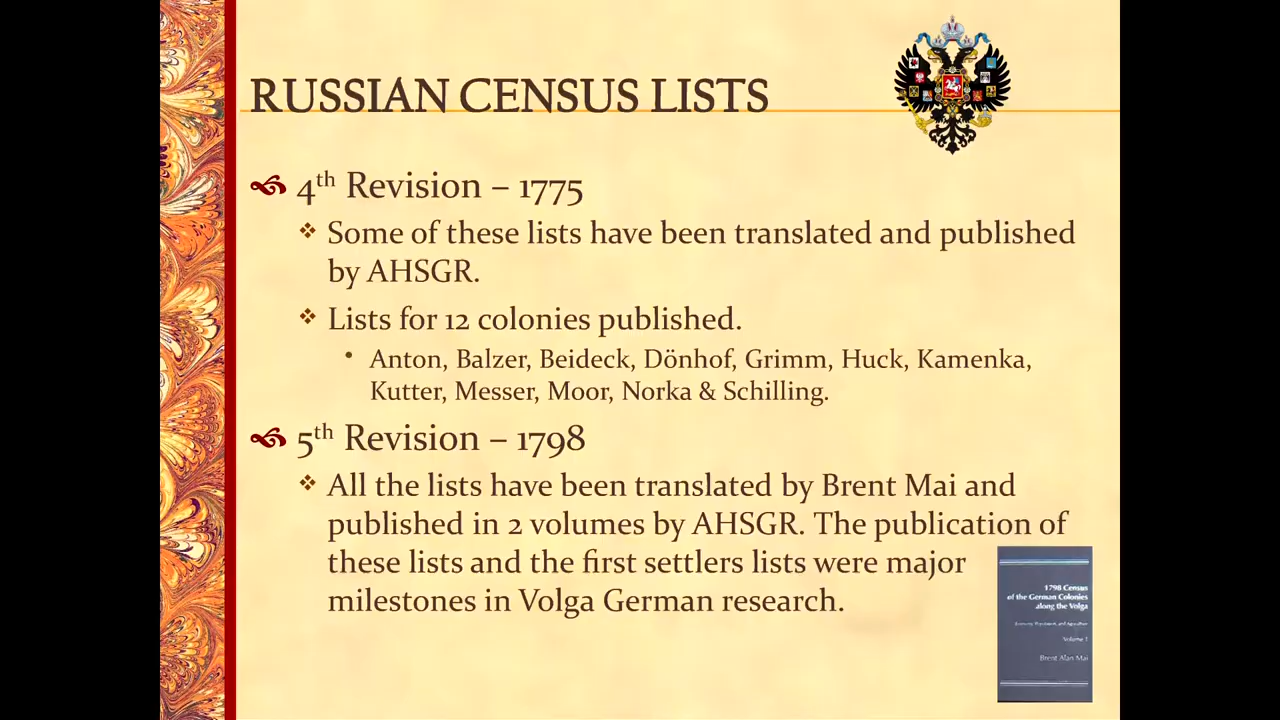 RUSSIAN CENSUS LISTS
4th Revision – 1775
Some of these lists have been translated and published
by AHSGR.
Lists for 12 colonies published.
Anton, Balzer, Beideck, Dönhof, Grimm, Huck, Kamenka,
Kutter, Messer, Moor, Norka & Schilling.
5th Revision – 1798
All the lists have been translated by Brent Mai and
published in 2 volumes by AHSGR. The publication of
these lists and the first settlers lists were major
milestones in Volga German research.
1798 Census
of the German Colonies
along the Volga
Economy, Population, and Agriculture
Volume 1
Brent Alan Mai